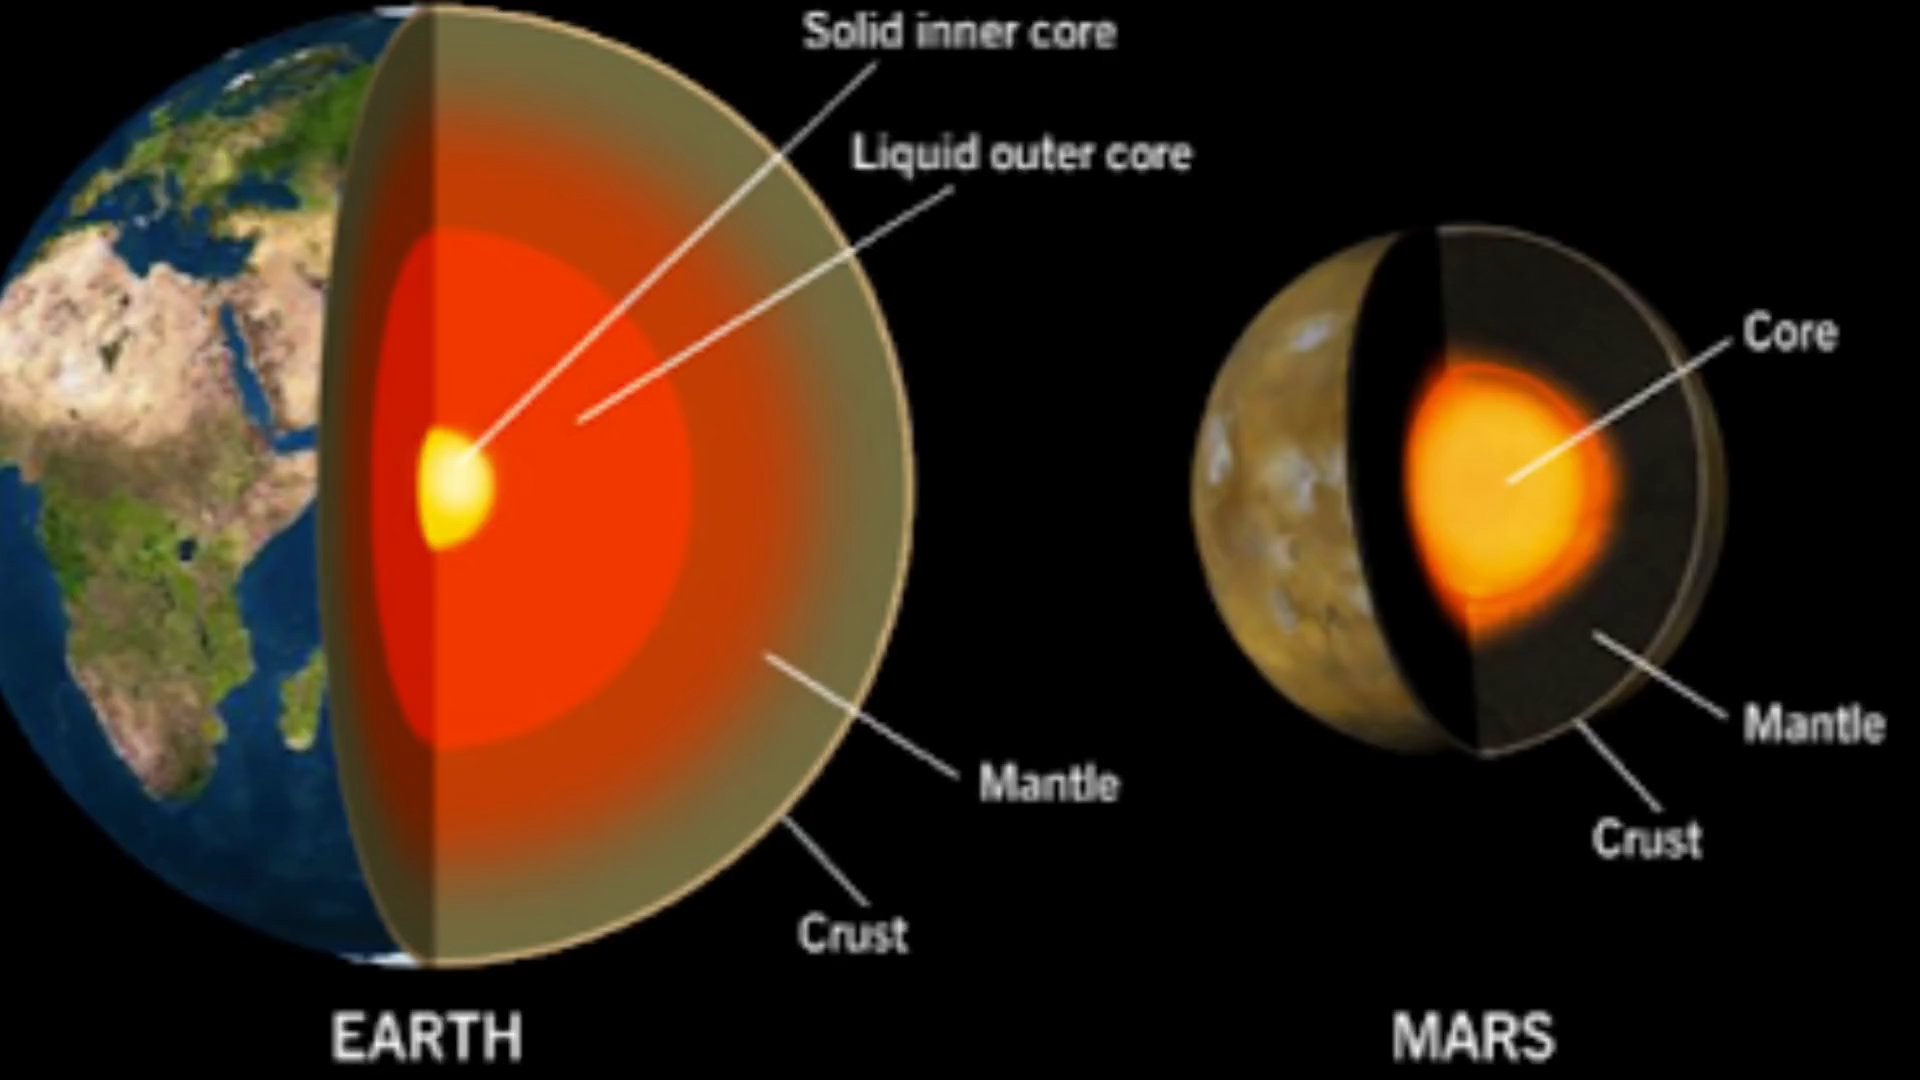 Solid inner core
Liquid outer core
Mantle
Crust
EARTH
Core
Mantle
Crust
MARS